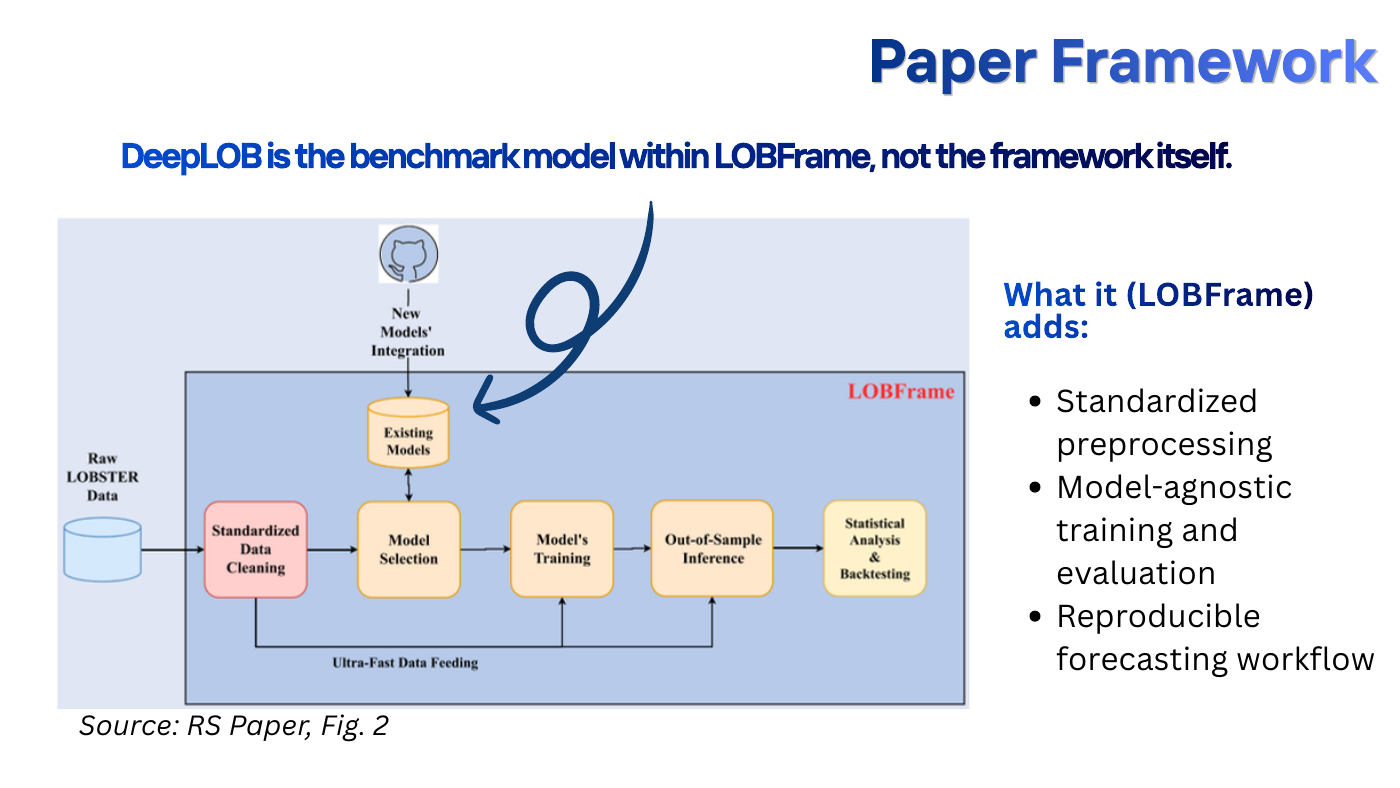 Paper Framework
DeepLOB is the benchmark model within LOBFrame, not the framework itself.
New
Models'
Integration
LOBFrame
Existing
Models
Raw
LOBSTER
Data
Standardized
Data
Cleaning
Model
Selection
Model's
Training
Out-of-Sample
Inference
Statistical
Analysis
&
Backtesting
Ultra-Fast Data Feeding
Source: RS Paper, Fig. 2
What it (LOBFrame)
adds:
• Standardized
preprocessing
• Model-agnostic
training and
evaluation
• Reproducible
forecasting workflow